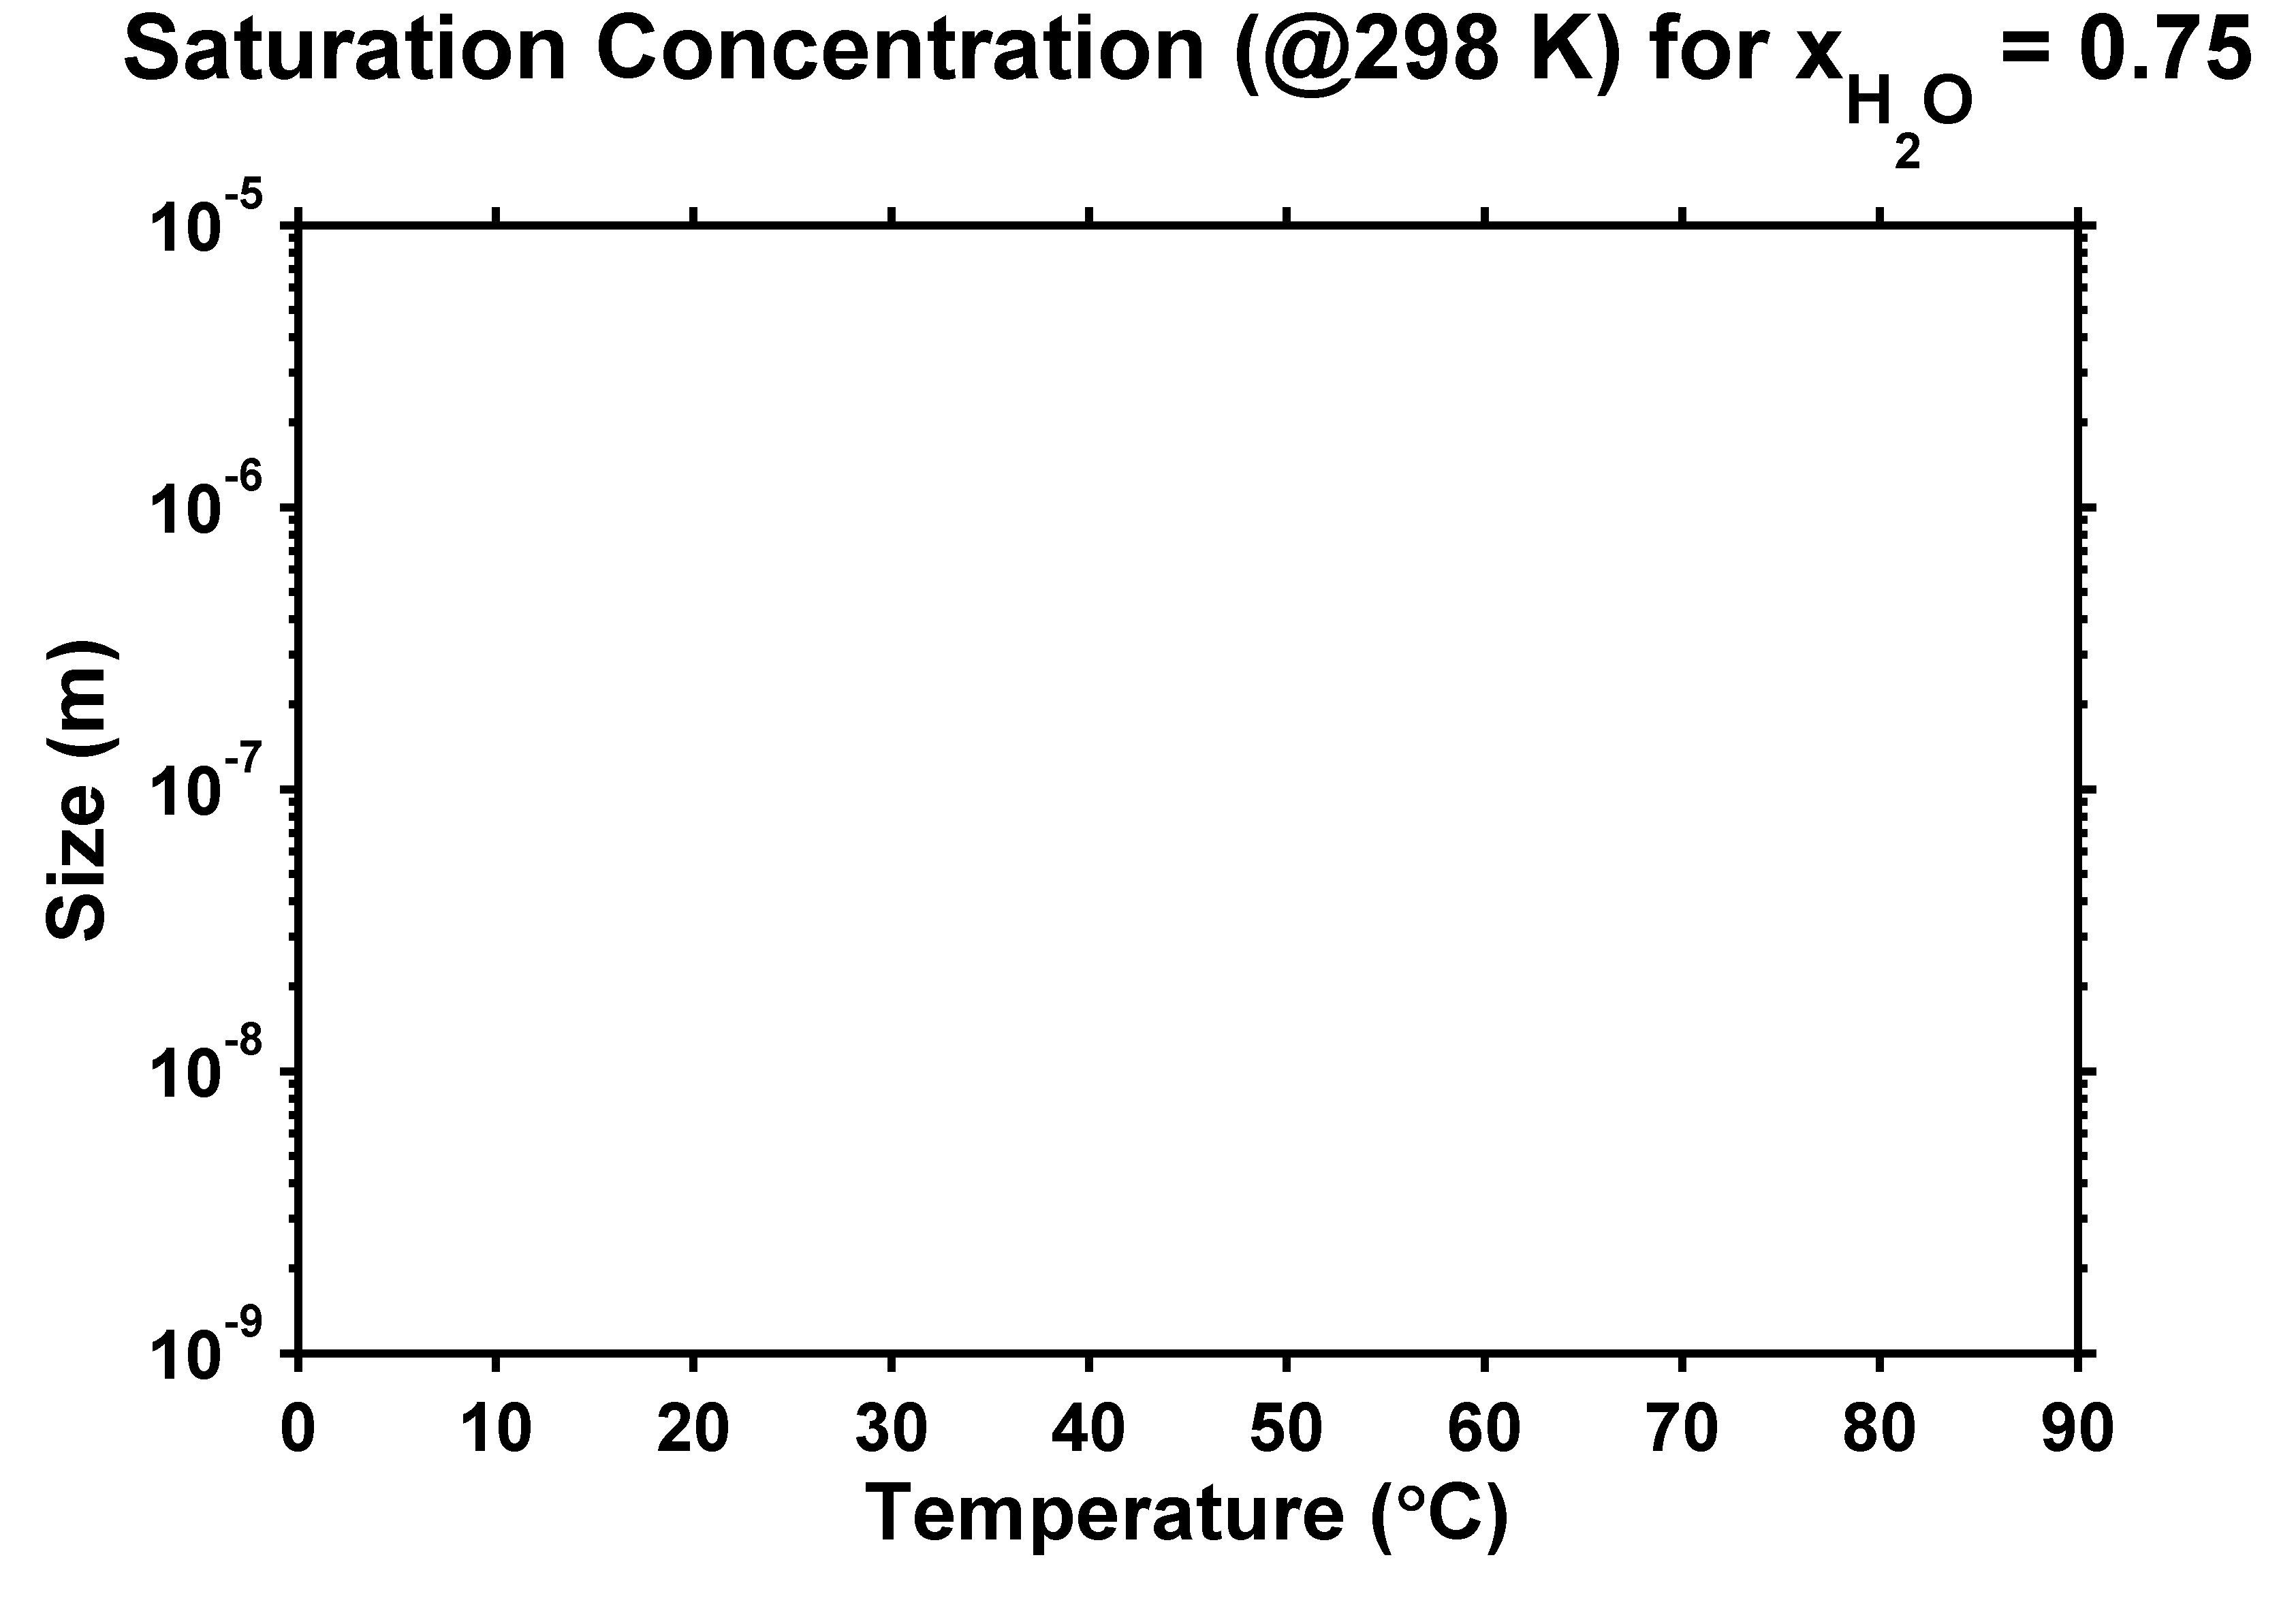 Saturation Concentration (@298 K) for x_H₂O = 0.75
10⁻⁵
10⁻⁶
10⁻⁷
10⁻⁸
10⁻⁹
Size (m)
0 10 20 30 40 50 60 70 80 90
Temperature (°C)